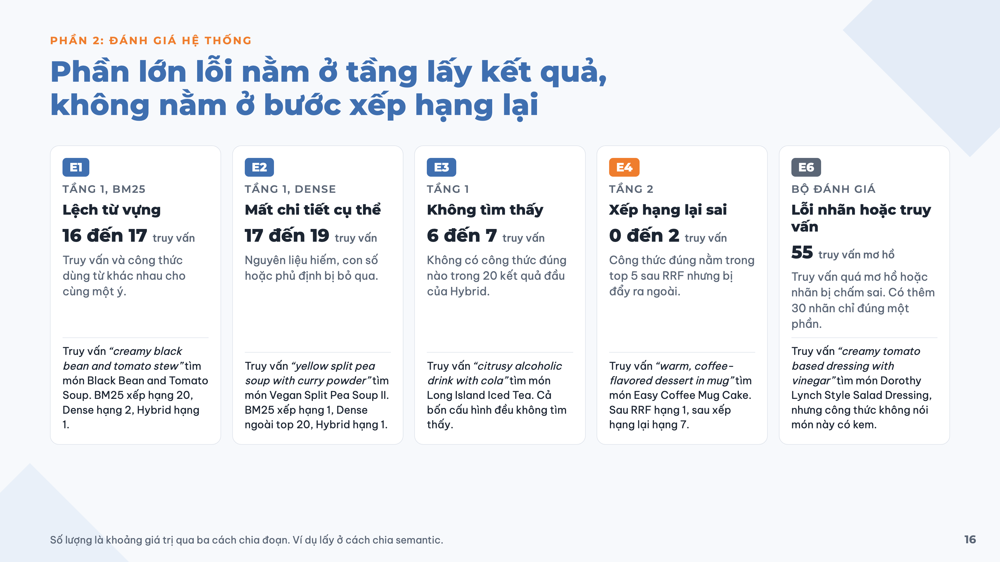 PHẦN 2: ĐÁNH GIÁ HỆ THỐNG
Phần lớn lỗi nằm ở tầng lấy kết quả,
không nằm ở bước xếp hạng lại
E1
TẦNG 1, BM25
Lệch từ vựng
16 đến 17 truy vấn
Truy vấn và công thức
dùng từ khác nhau cho
cùng một ý.
Truy vấn “creamy black
bean and tomato stew” tìm
món Black Bean and Tomato
Soup. BM25 xếp hạng 20,
Dense hạng 2, Hybrid hạng
1.
E2
TẦNG 1, DENSE
Mất chi tiết cụ thể
17 đến 19 truy vấn
Nguyên liệu hiếm, con số
hoặc phủ định bị bỏ qua.
Truy vấn “yellow split pea
soup with curry powder” tìm
món Vegan Split Pea Soup II.
BM25 xếp hạng 1, Dense
ngoài top 20, Hybrid hạng 1.
E3
TẦNG 1
Không tìm thấy
6 đến 7 truy vấn
Không có công thức đúng
nào trong 20 kết quả đầu
của Hybrid.
Truy vấn “citrusy alcoholic
drink with cola” tìm món
Long Island Iced Tea. Cả
bốn cấu hình đều không tìm
thấy.
E4
TẦNG 2
Xếp hạng lại sai
0 đến 2 truy vấn
Công thức đúng nằm trong
top 5 sau RRF nhưng bị
đẩy ra ngoài.
Truy vấn “warm, coffee-
flavored dessert in mug” tìm
món Easy Coffee Mug Cake.
Sau RRF hạng 1, sau xếp
hạng lại hạng 7.
E6
BỘ ĐÁNH GIÁ
Lỗi nhãn hoặc truy
vấn
55 truy vấn mơ hồ
Truy vấn quá mơ hồ hoặc
nhãn bị chấm sai. Có thêm
30 nhãn chỉ đúng một
phần.
Truy vấn “creamy tomato
based dressing with
vinegar” tìm món Dorothy
Lynch Style Salad Dressing,
nhưng công thức không nói
món này có kem.
Số lượng là khoảng giá trị qua ba cách chia đoạn. Ví dụ lấy ở cách chia semantic.
16